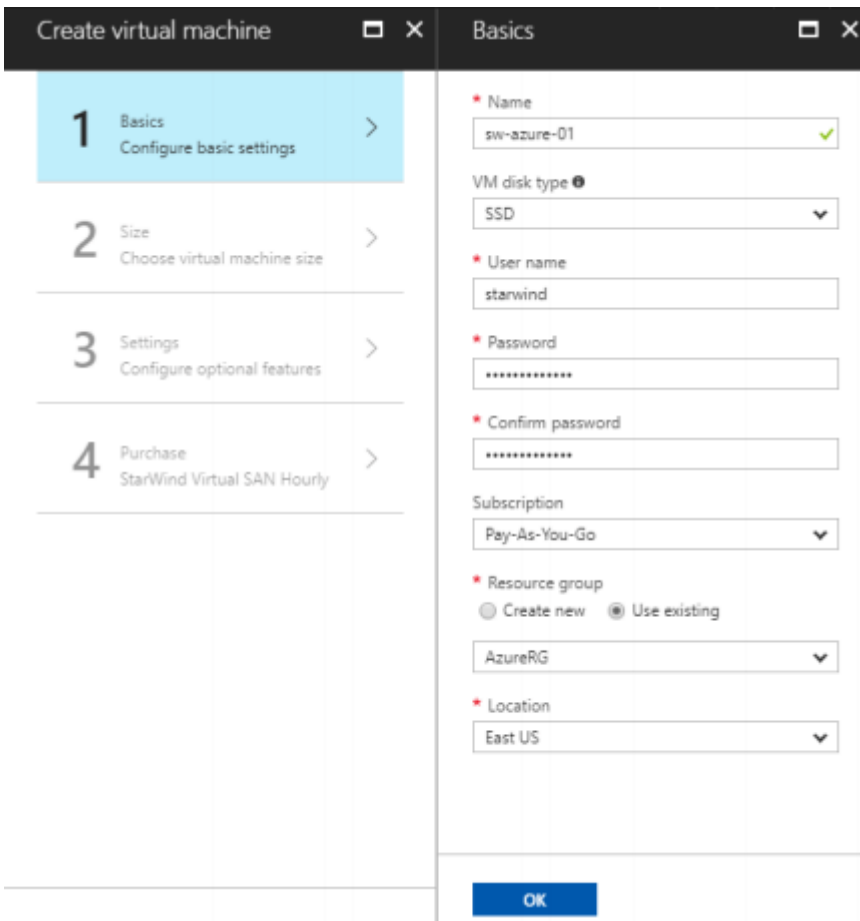 Create virtual machine
1
Basics
Configure basic settings
2
Size
Choose virtual machine size
3
Settings
Configure optional features
4
Purchase
StarWind Virtual SAN Hourly
Basics
* Name
sw-azure-01
VM disk type
SSD
* User name
starwind
* Password
•••••••••••••
* Confirm password
•••••••••••••
Subscription
Pay-As-You-Go
* Resource group
Create new Use existing
AzureRG
* Location
East US
OK